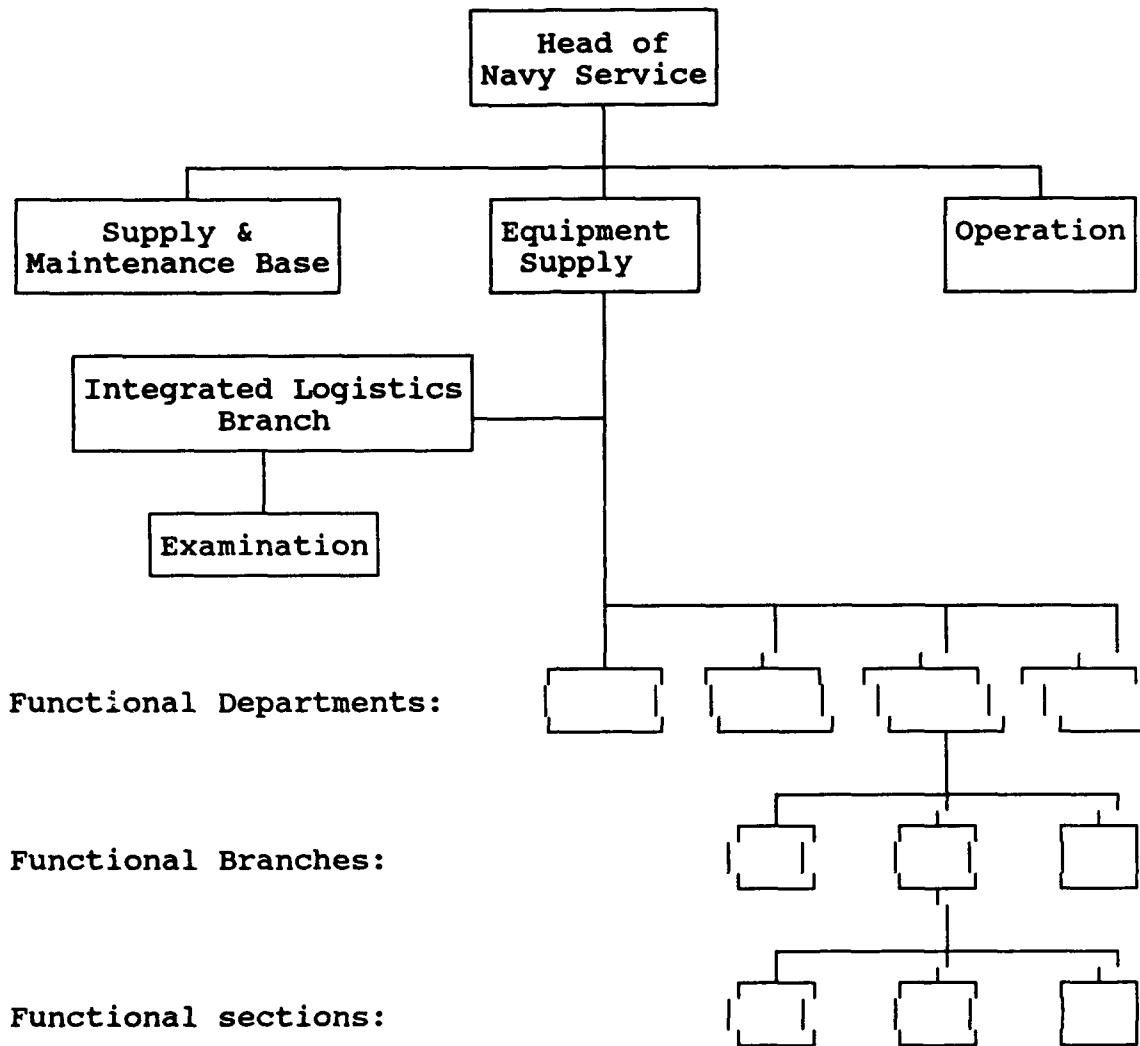 Head of
Navy Service
Supply &
Maintenance Base
Equipment
Supply
Operation
Integrated Logistics
Branch
Examination
Functional Departments:
Functional Branches:
Functional sections: